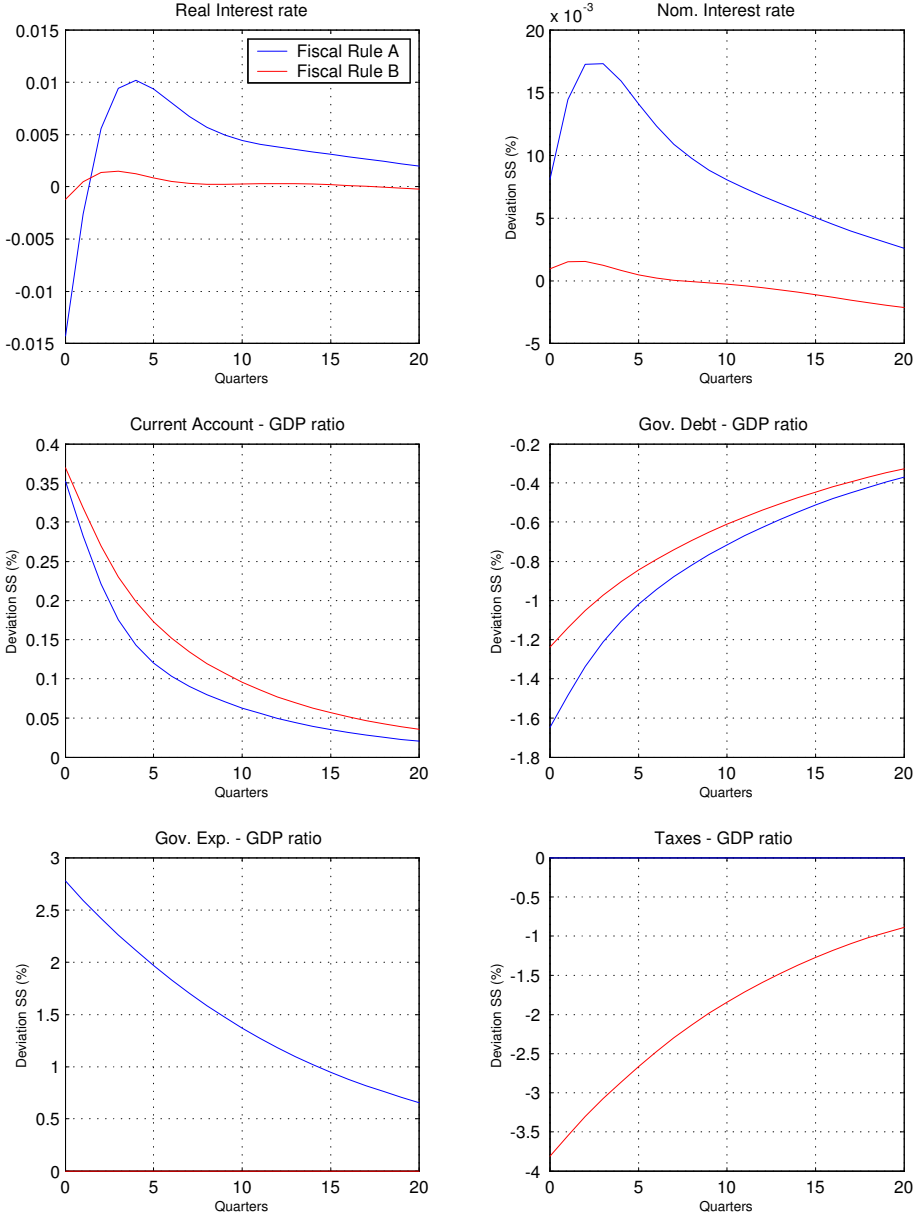 Real Interest rate
0.015
0.01
0.005
0
-0.005
-0.01
-0.015
0 5 10 15 20
Quarters
Fiscal Rule A
Fiscal Rule B
Nom. Interest rate
x 10⁻³
20
15
10
5
0
-5
Deviation SS (%)
0 5 10 15 20
Quarters
Current Account - GDP ratio
0.4
0.35
0.3
0.25
0.2
0.15
0.1
0.05
0
Deviation SS (%)
0 5 10 15 20
Quarters
Gov. Debt - GDP ratio
-0.2
-0.4
-0.6
-0.8
-1
-1.2
-1.4
-1.6
-1.8
Deviation SS (%)
0 5 10 15 20
Quarters
Gov. Exp. - GDP ratio
3
2.5
2
1.5
1
0.5
0
Deviation SS (%)
0 5 10 15 20
Quarters
Taxes - GDP ratio
0
-0.5
-1
-1.5
-2
-2.5
-3
-3.5
-4
Deviation SS (%)
0 5 10 15 20
Quarters